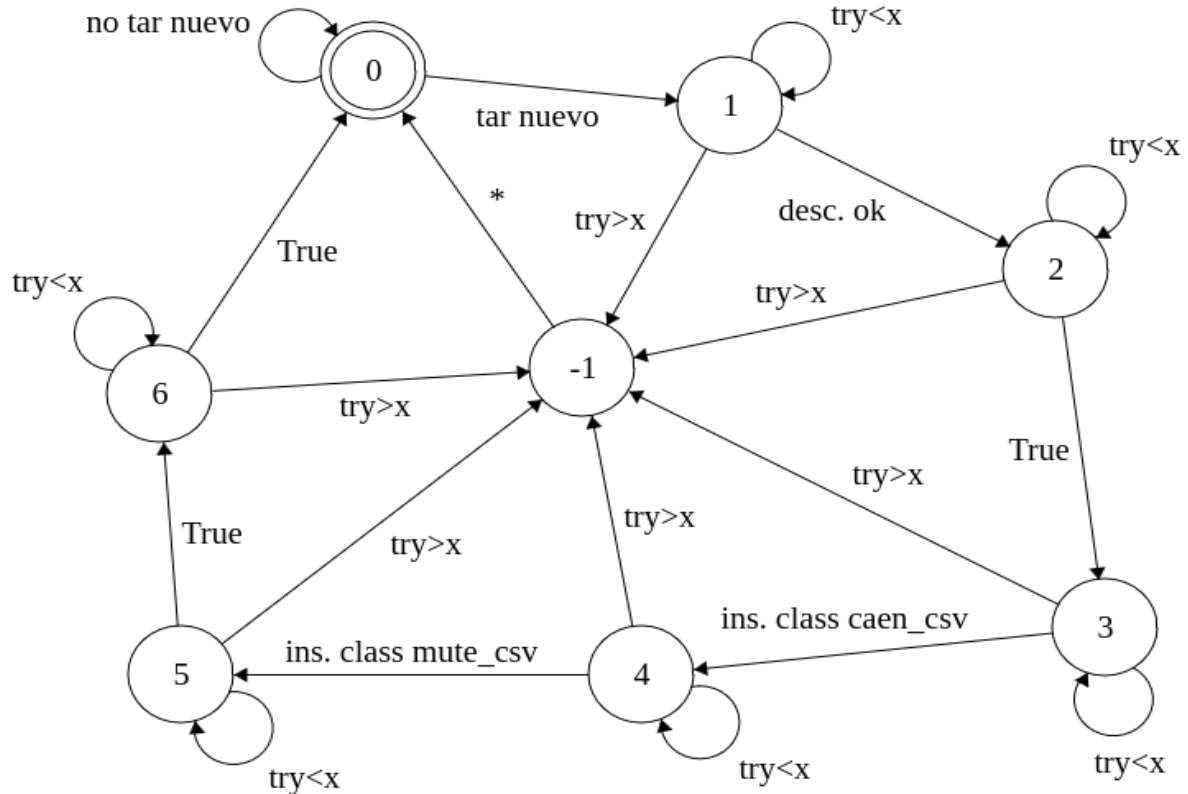 no tar nuevo
0
tar nuevo
try<x
1
try<x
*
try>x
desc. ok
2
True
try>x
try<x
-1
6
try>x
True
try>x
True
try>x
try>x
ins. class caen_csv
3
ins. class mute_csv
5
4
try<x
try<x
try<x